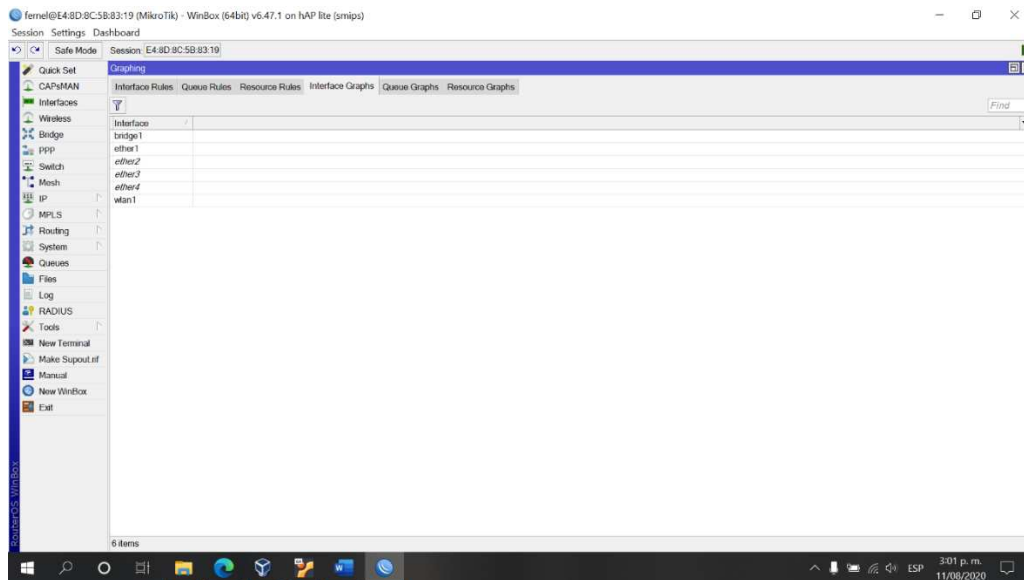 fernel@E4:8D:8C:5B:83:19 (MikroTik) - WinBox (64bit) v6.47.1 on hAP lite (smips)
Session Settings Dashboard
Safe Mode Session: E4:8D:8C:5B:83:19
Quick Set
CAPsMAN
Interfaces
Wireless
Bridge
PPP
Switch
Mesh
IP
MPLS
Routing
System
Queues
Files
Log
RADIUS
Tools
New Terminal
Make Supout.rif
Manual
New WinBox
Exit
RouterOS WinBox
Graphing
Interface Rules Queue Rules Resource Rules Interface Graphs Queue Graphs Resource Graphs
Find
Interface
bridge1
ether1
ether2
ether3
ether4
wlan1
6 items
ESP
3:01 p. m.
11/08/2020